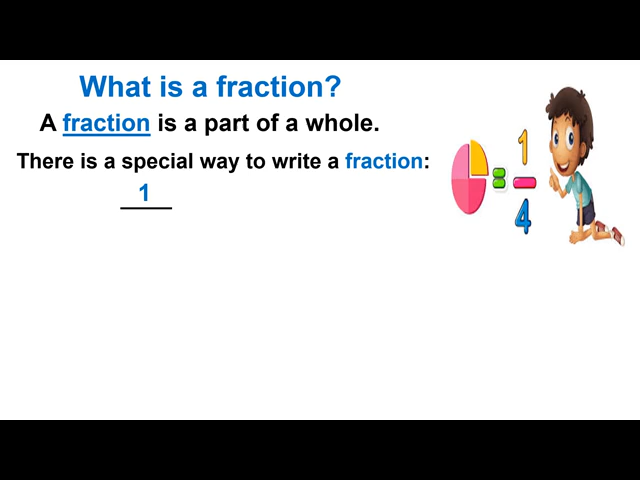 What is a fraction?
A fraction is a part of a whole.
There is a special way to write a fraction:
1
= 1
4